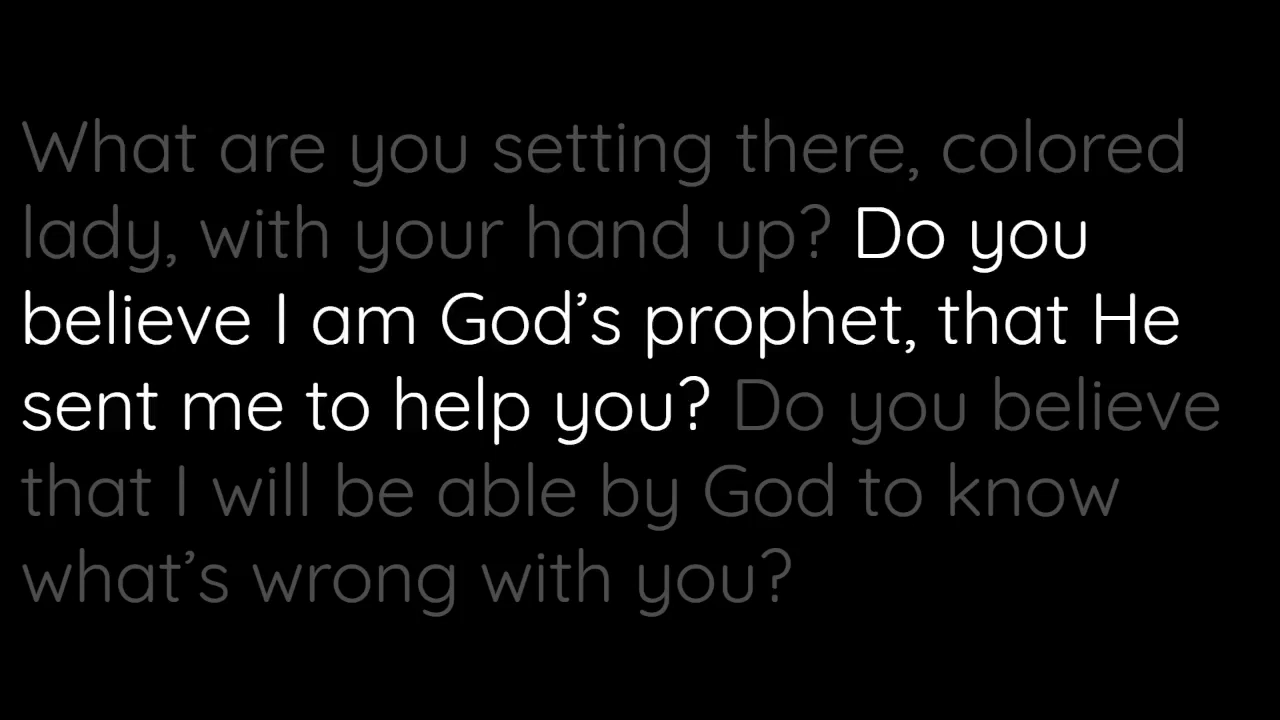 What are you setting there, colored
lady, with your hand up? Do you
believe I am God’s prophet, that He
sent me to help you? Do you believe
that I will be able by God to know
what’s wrong with you?